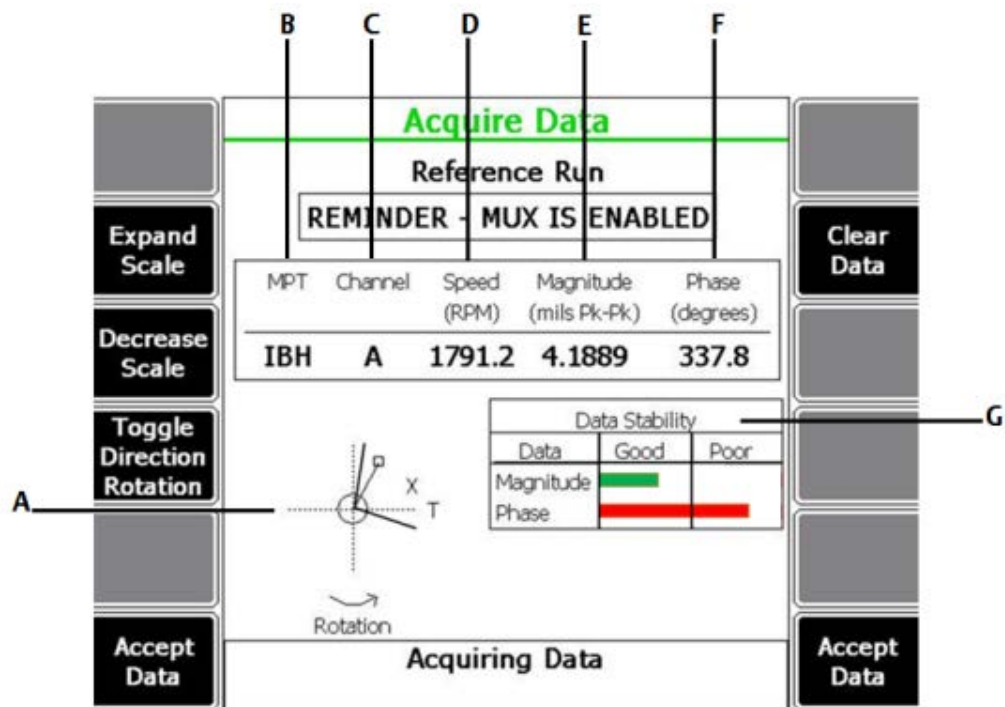 B C D E F
Acquire Data
Reference Run
REMINDER - MUX IS ENABLED
Expand
Scale
Clear
Data
MPT Channel Speed Magnitude Phase
(RPM) (mils Pk-Pk) (degrees)
IBH A 1791.2 4.1889 337.8
Decrease
Scale
Toggle
Direction
Rotation
Data Stability
G
Data Good Poor
Magnitude
Phase
A
X
T
Rotation
Accept
Data
Acquiring Data
Accept
Data